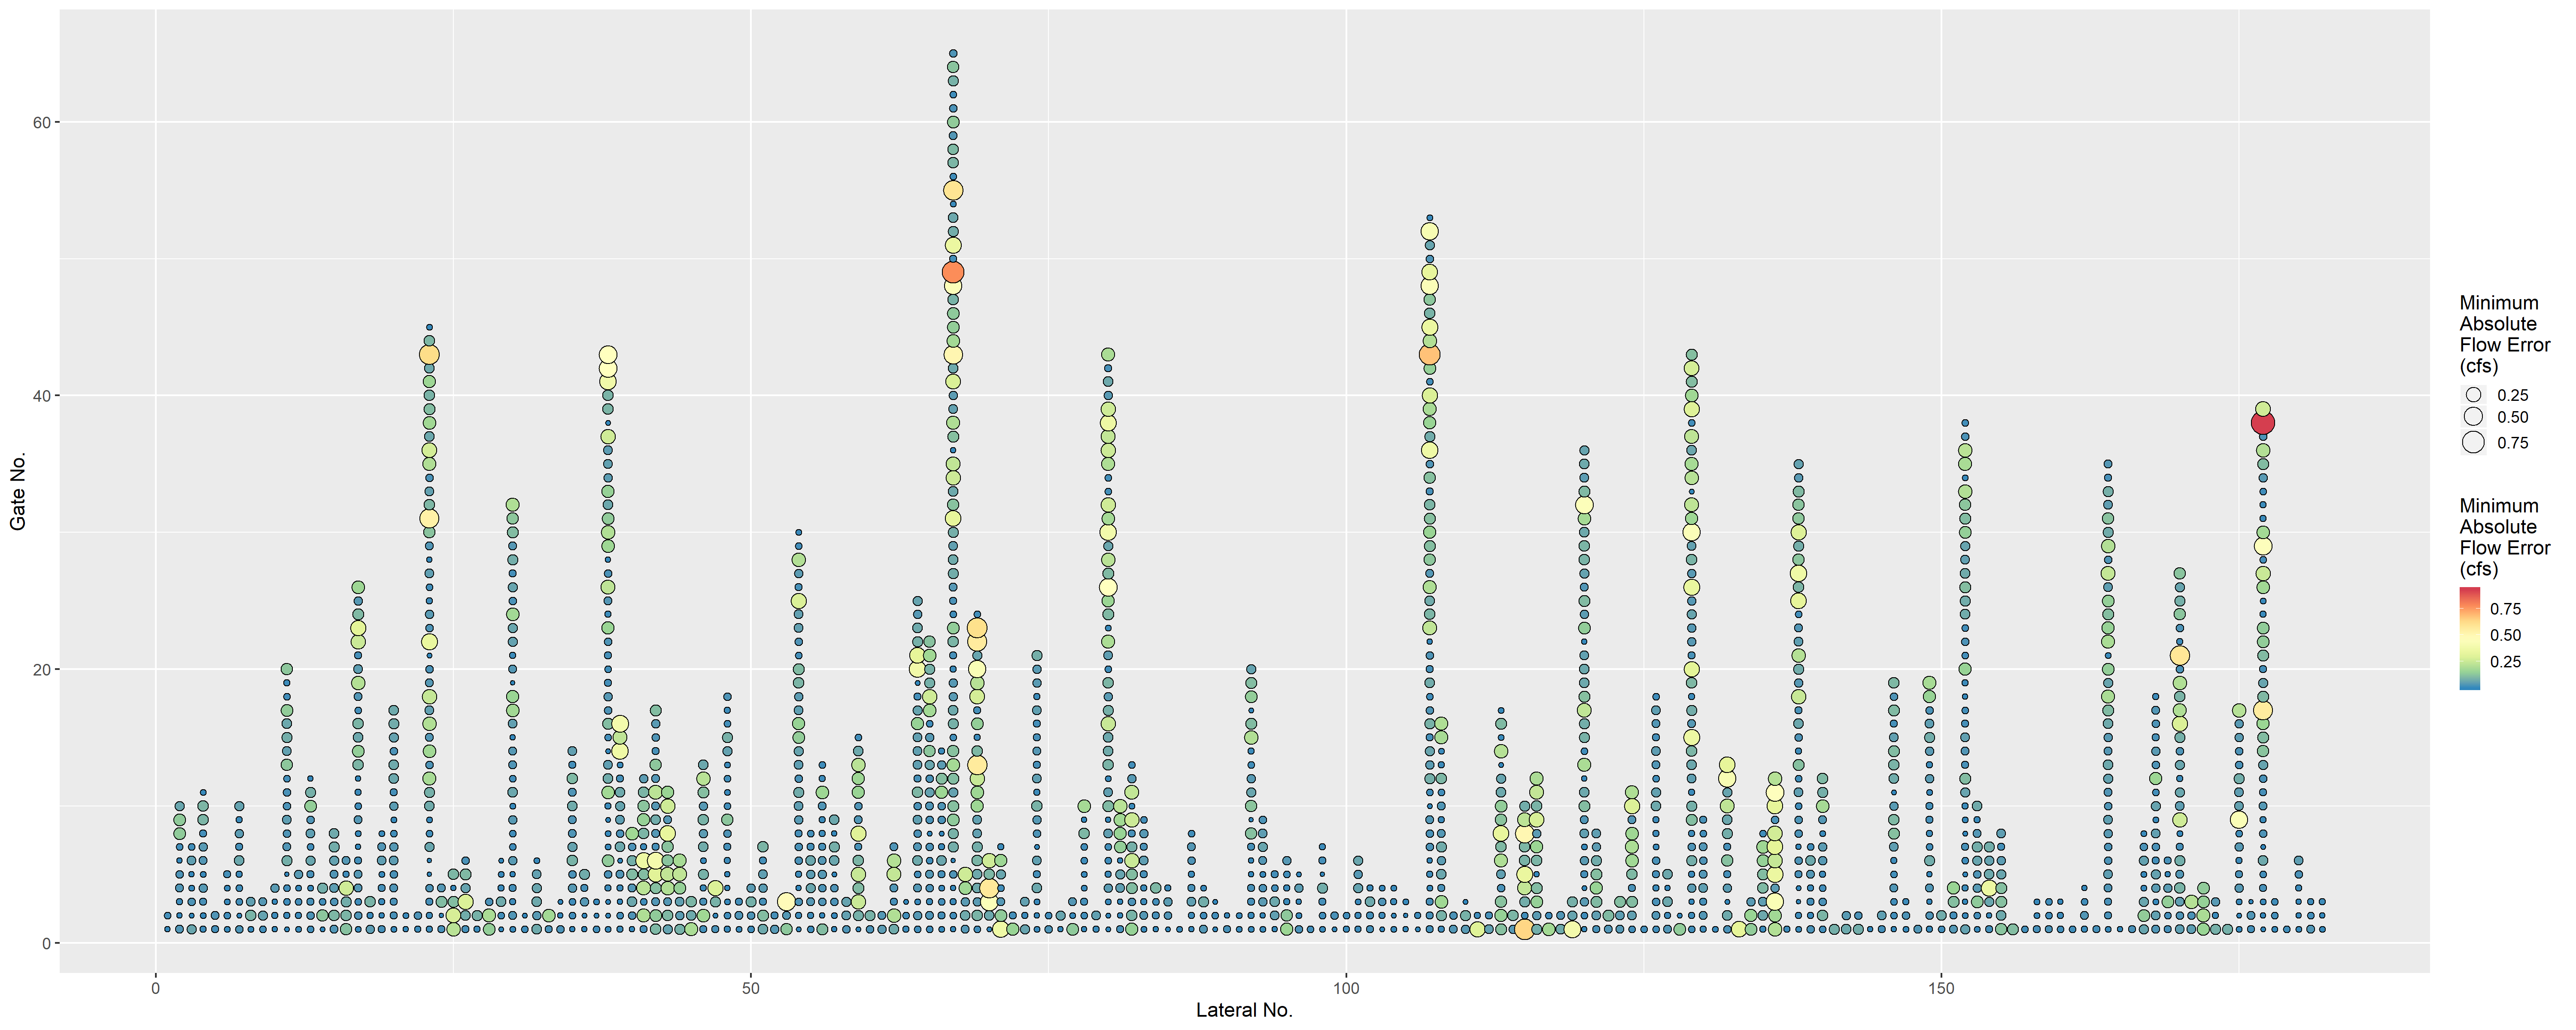 60
40
20
0
Gate No.
0
50
100
150
Lateral No.
Minimum
Absolute
Flow Error
(cfs)
0.25
0.50
0.75
Minimum
Absolute
Flow Error
(cfs)
0.75
0.50
0.25